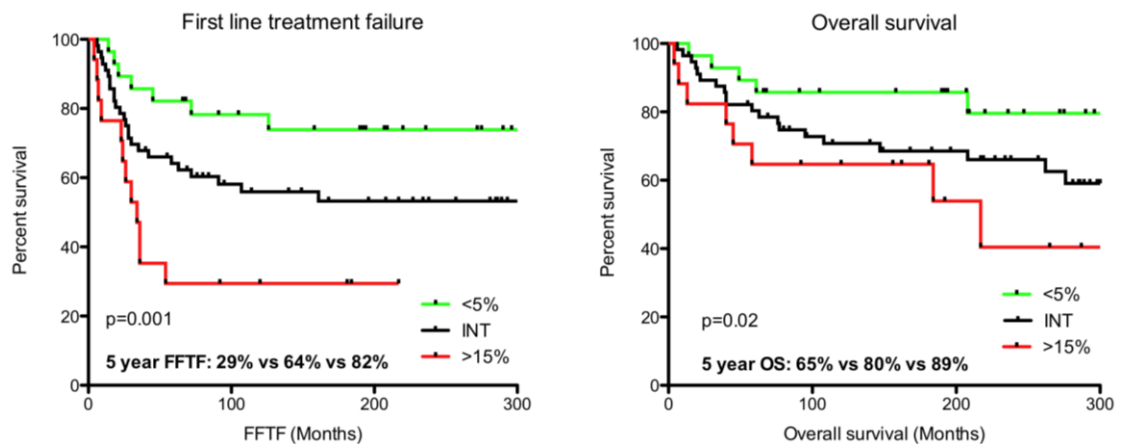 First line treatment failure
100
80
60
40
20
0
Percent survival
<5%
INT
>15%
p=0.001
5 year FFTF: 29% vs 64% vs 82%
0 100 200 300
FFTF (Months)
Overall survival
100
80
60
40
20
0
Percent survival
<5%
INT
>15%
p=0.02
5 year OS: 65% vs 80% vs 89%
0 100 200 300
Overall survival (Months)